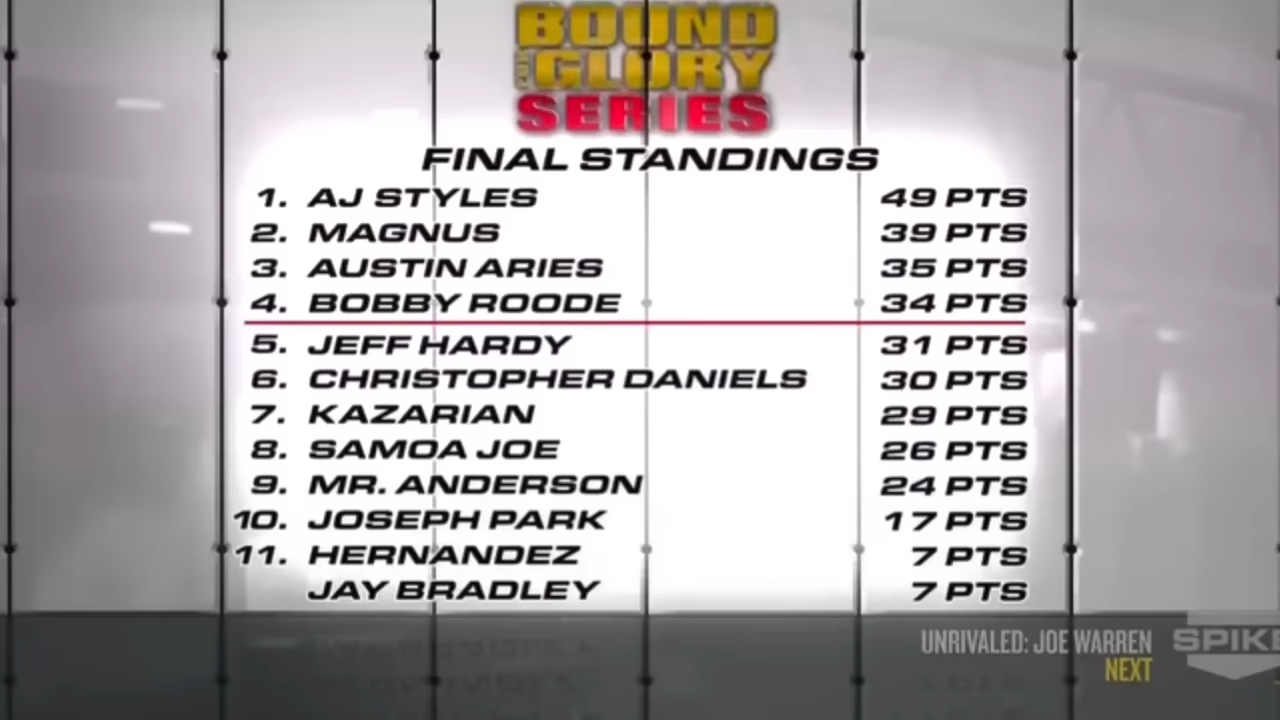 BOUND
FOR GLORY
SERIES
FINAL STANDINGS
1. AJ STYLES 49 PTS
2. MAGNUS 39 PTS
3. AUSTIN ARIES 35 PTS
4. BOBBY ROODE 34 PTS
5. JEFF HARDY 31 PTS
6. CHRISTOPHER DANIELS 30 PTS
7. KAZARIAN 29 PTS
8. SAMOA JOE 26 PTS
9. MR. ANDERSON 24 PTS
10. JOSEPH PARK 17 PTS
11. HERNANDEZ 7 PTS
JAY BRADLEY 7 PTS
UNRIVALED: JOE WARREN SPIKE
NEXT